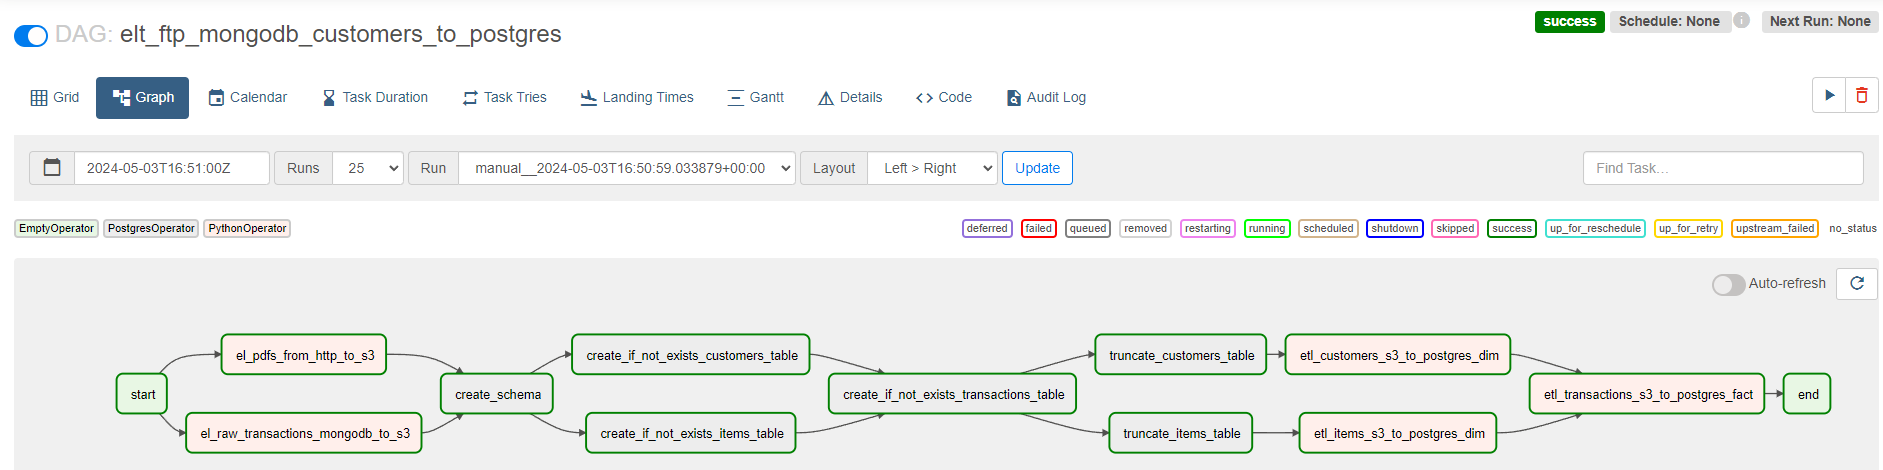 DAG: elt_ftp_mongodb_customers_to_postgres
success Schedule: None i Next Run: None
Grid Graph Calendar Task Duration Task Tries Landing Times Gantt Details Code Audit Log
2024-05-03T16:51:00Z Runs 25 Run manual__2024-05-03T16:50:59.033879+00:00 Layout Left > Right Update Find Task...
EmptyOperator PostgresOperator PythonOperator deferred failed queued removed restarting running scheduled shutdown skipped success up_for_reschedule up_for_retry upstream_failed no_status
Auto-refresh
el_pdfs_from_http_to_s3 create_if_not_exists_customers_table truncate_customers_table etl_customers_s3_to_postgres_dim
start create_schema create_if_not_exists_transactions_table etl_transactions_s3_to_postgres_fact end
el_raw_transactions_mongodb_to_s3 create_if_not_exists_items_table truncate_items_table etl_items_s3_to_postgres_dim